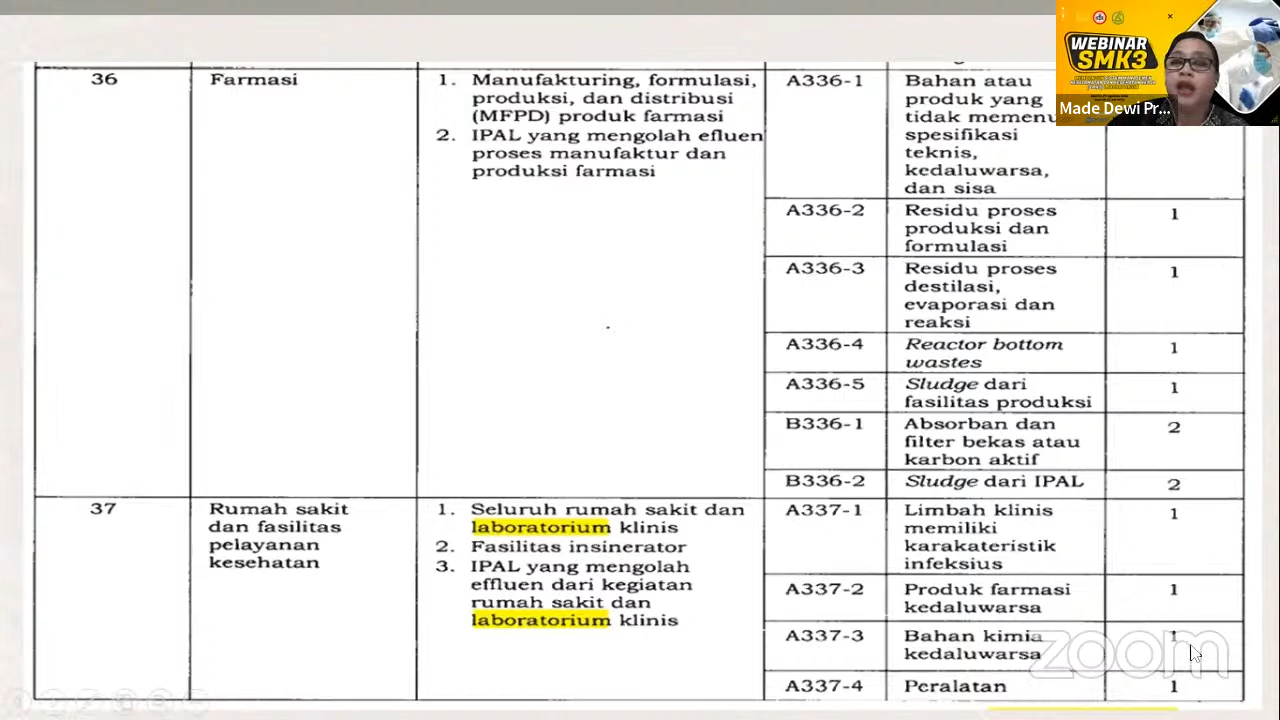 36
Farmasi
1. Manufakturing, formulasi,
produksi, dan distribusi
(MFPD) produk farmasi
2. IPAL yang mengolah efluen
proses manufaktur dan
produksi farmasi
A336-1
Bahan atau
produk yang
tidak memenu
spesifikasi
teknis,
kedaluwarsa,
dan sisa
A336-2
Residu proses
produksi dan
formulasi
1
A336-3
Residu proses
destilasi,
evaporasi dan
reaksi
1
A336-4
Reactor bottom
wastes
1
A336-5
Sludge dari
fasilitas produksi
1
B336-1
Absorban dan
filter bekas atau
karbon aktif
2
B336-2
Sludge dari IPAL
2
37
Rumah sakit
dan fasilitas
pelayanan
kesehatan
1. Seluruh rumah sakit dan
laboratorium klinis
2. Fasilitas insinerator
3. IPAL yang mengolah
effluen dari kegiatan
rumah sakit dan
laboratorium klinis
A337-1
Limbah klinis
memiliki
karakateristik
infeksius
1
A337-2
Produk farmasi
kedaluwarsa
1
A337-3
Bahan kimia
kedaluwarsa
1
A337-4
Peralatan
1
WEBINAR
SMK3
Made Dewi Pr...
zoom